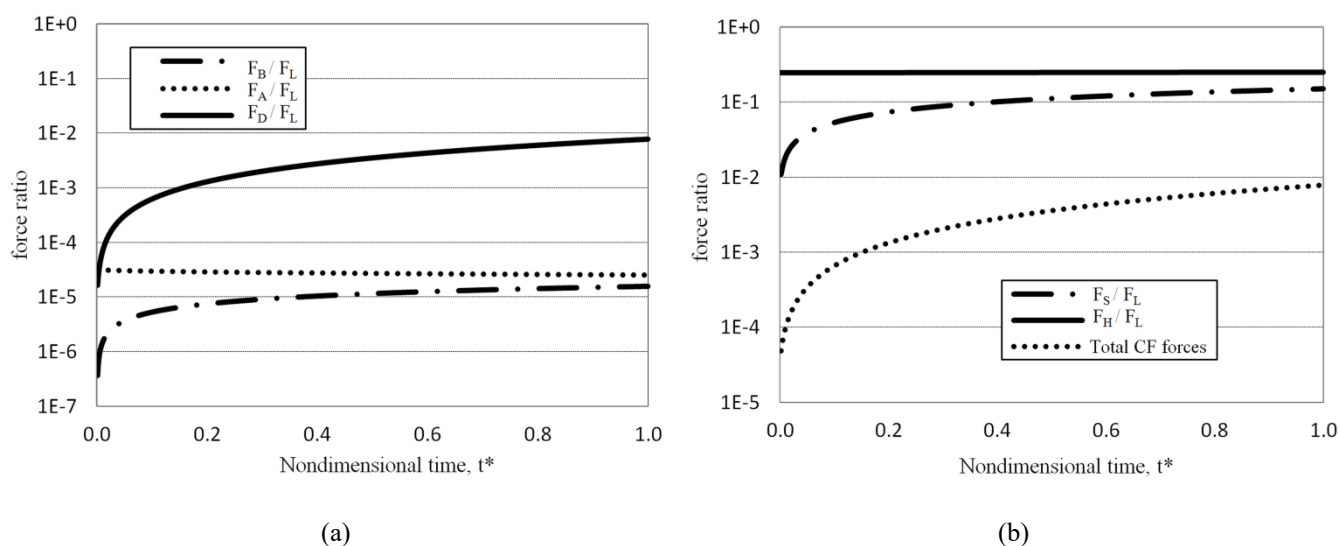 1E+0
1E-1
1E-2
1E-3
1E-4
1E-5
1E-6
1E-7
force ratio
F_B / F_L
F_A / F_L
F_D / F_L
0.0 0.2 0.4 0.6 0.8 1.0
Nondimensional time, t*
(a)
1E+0
1E-1
1E-2
1E-3
1E-4
1E-5
force ratio
F_S / F_L
F_H / F_L
Total CF forces
0.0 0.2 0.4 0.6 0.8 1.0
Nondimensional time, t*
(b)